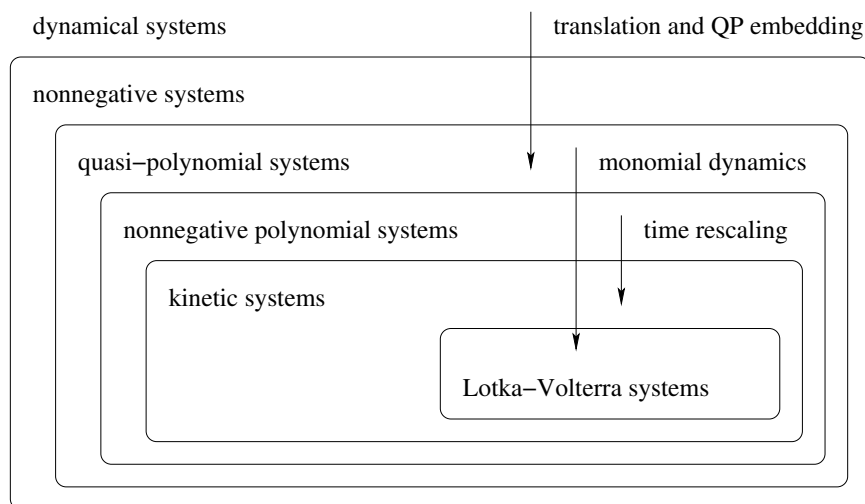 dynamical systems
translation and QP embedding
nonnegative systems
quasi−polynomial systems
monomial dynamics
nonnegative polynomial systems
time rescaling
kinetic systems
Lotka−Volterra systems